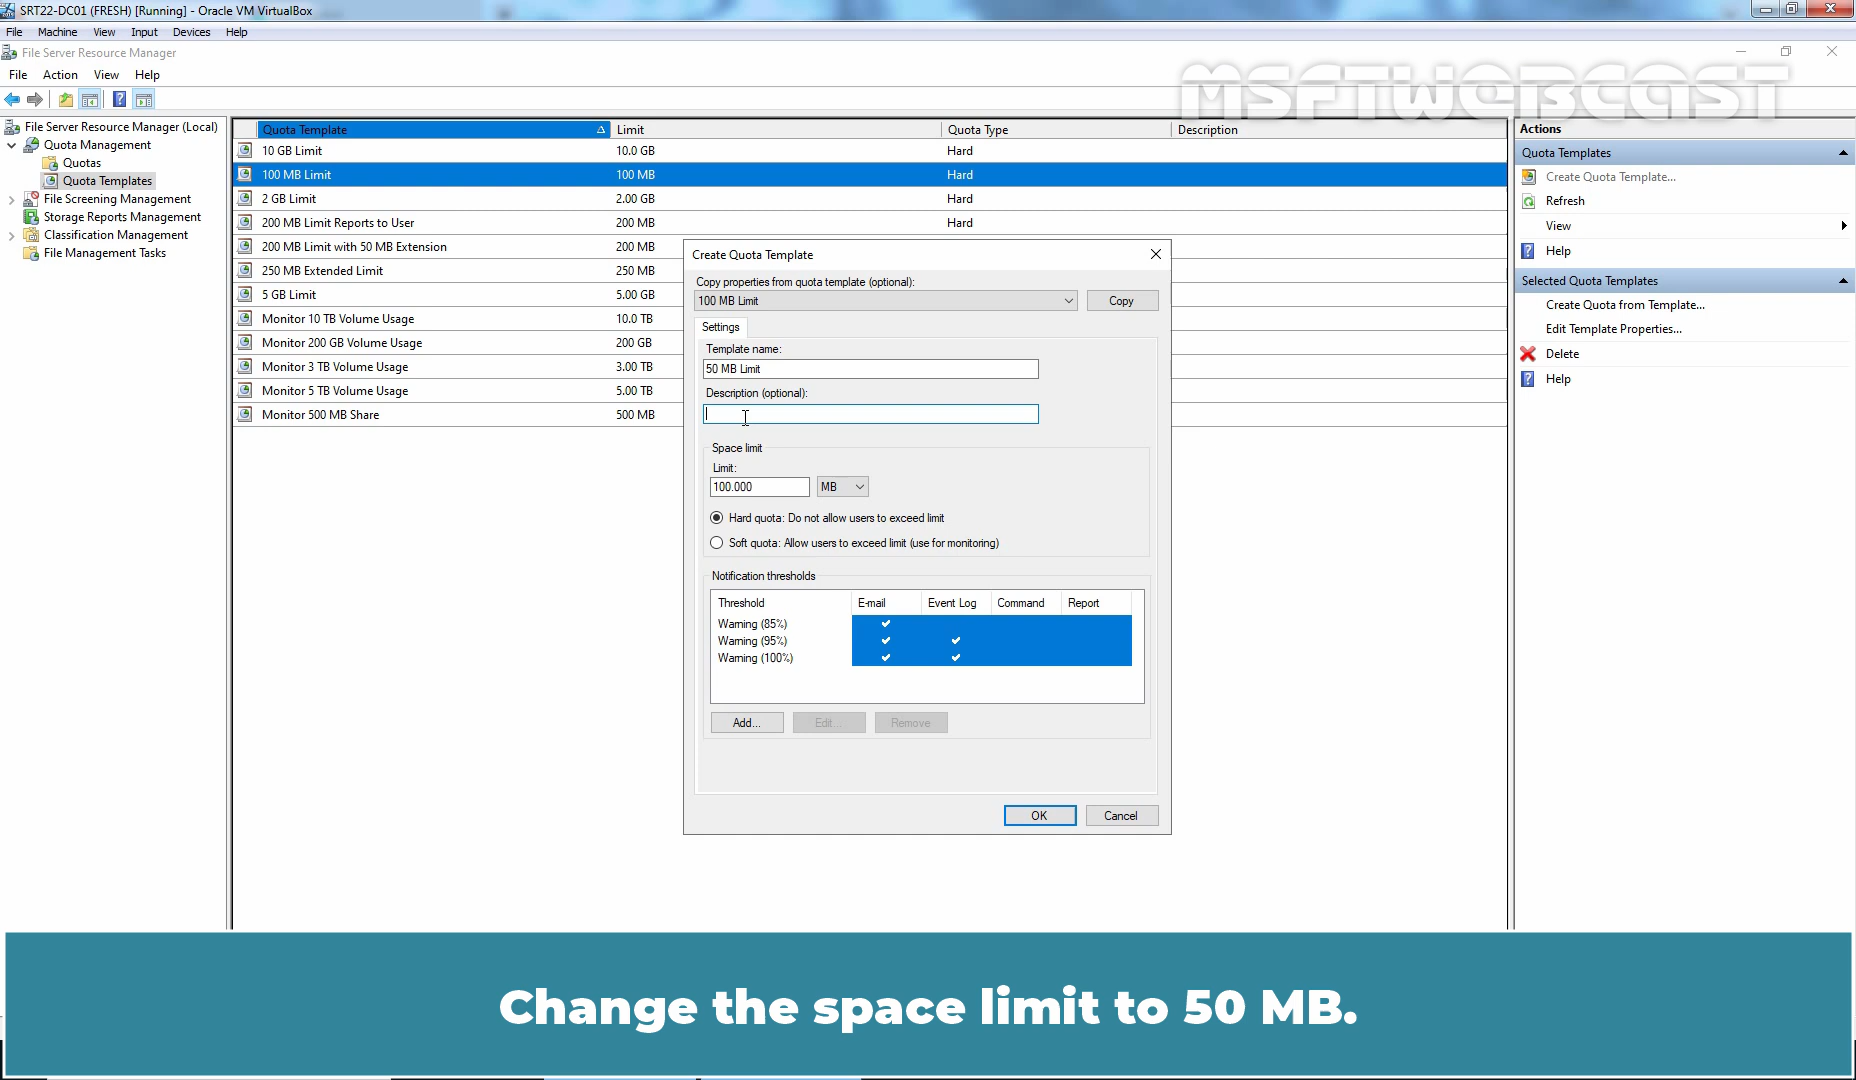 SRT22-DC01 (FRESH) [Running] - Oracle VM VirtualBox
File Machine View Input Devices Help
File Server Resource Manager
File Action View Help
MSFTWEBCAST
File Server Resource Manager (Local)
Quota Management
Quotas
Quota Templates
File Screening Management
Storage Reports Management
Classification Management
File Management Tasks
Quota Template Limit Quota Type Description
10 GB Limit 10.0 GB Hard
100 MB Limit 100 MB Hard
2 GB Limit 2.00 GB Hard
200 MB Limit Reports to User 200 MB Hard
200 MB Limit with 50 MB Extension 200 MB
250 MB Extended Limit 250 MB
5 GB Limit 5.00 GB
Monitor 10 TB Volume Usage 10.0 TB
Monitor 200 GB Volume Usage 200 GB
Monitor 3 TB Volume Usage 3.00 TB
Monitor 5 TB Volume Usage 5.00 TB
Monitor 500 MB Share 500 MB
Create Quota Template
Copy properties from quota template (optional):
100 MB Limit Copy
Settings
Template name:
50 MB Limit
Description (optional):
Space limit
Limit:
100.000 MB
Hard quota: Do not allow users to exceed limit
Soft quota: Allow users to exceed limit (use for monitoring)
Notification thresholds
Threshold E-mail Event Log Command Report
Warning (85%)
Warning (95%)
Warning (100%)
Add... Edit... Remove
OK Cancel
Actions
Quota Templates
Create Quota Template...
Refresh
View
Help
Selected Quota Templates
Create Quota from Template...
Edit Template Properties...
Delete
Help
Change the space limit to 50 MB.